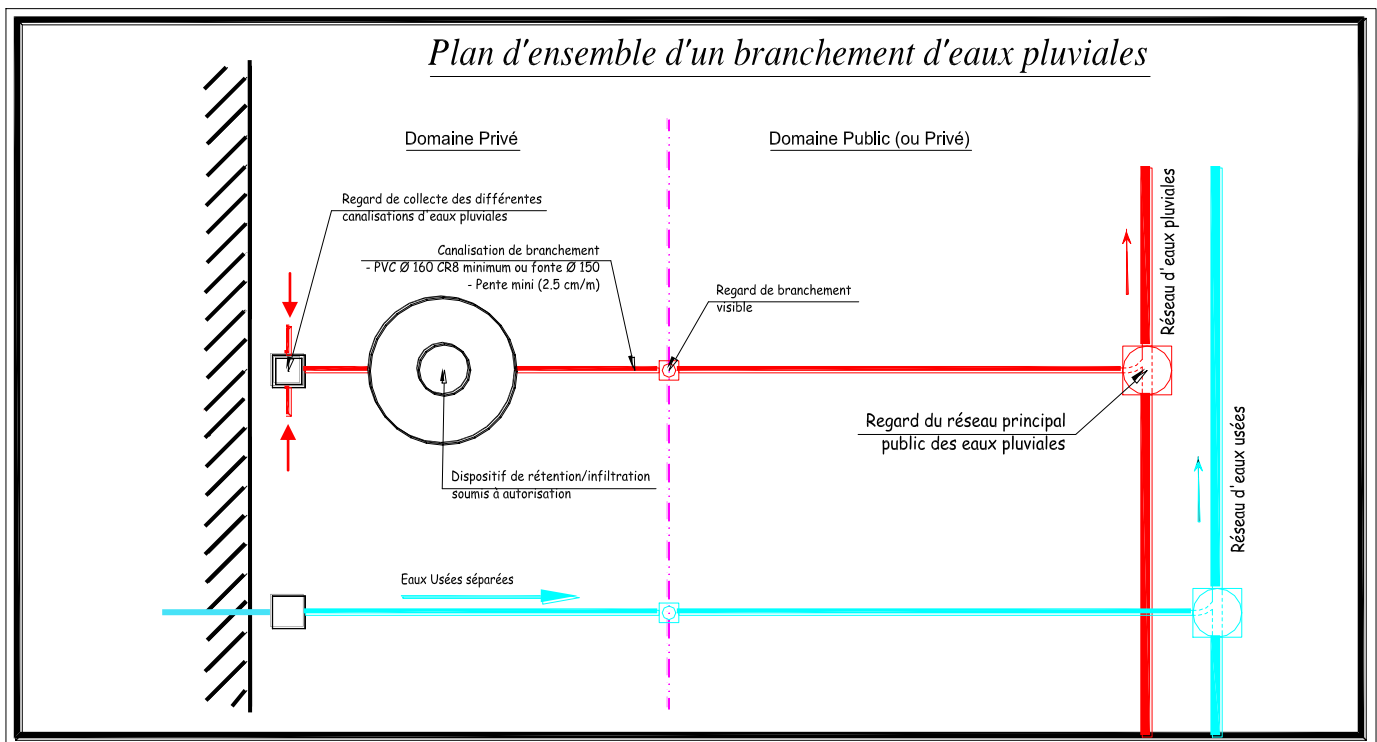 Plan d'ensemble d'un branchement d'eaux pluviales
Domaine Privé
Domaine Public (ou Privé)
Regard de collecte des différentes
canalisations d'eaux pluviales
Canalisation de branchement
- PVC Ø 160 CR8 minimum ou fonte Ø 150
- Pente mini (2.5 cm/m)
Regard de branchement
visible
Réseau d'eaux pluviales
Regard du réseau principal
public des eaux pluviales
Dispositif de rétention/infiltration
soumis à autorisation
Réseau d'eaux usées
Eaux Usées séparées